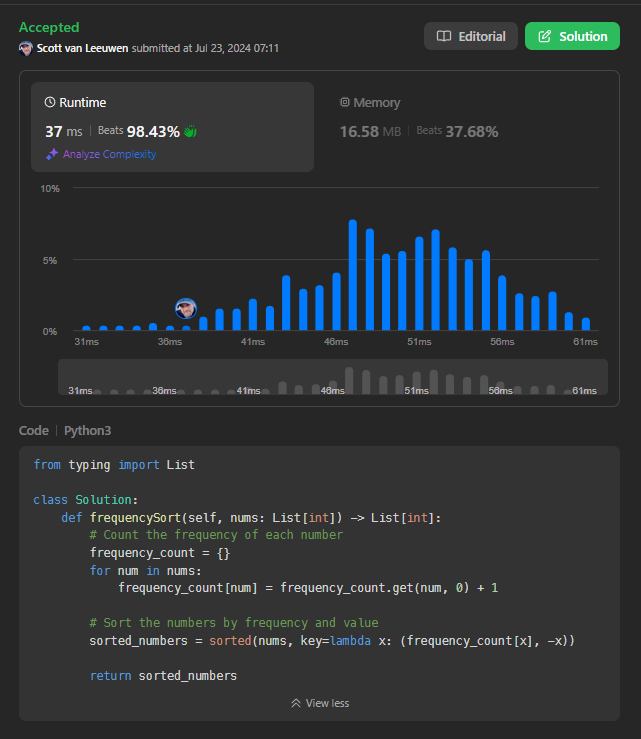 Accepted
Scott van Leeuwen submitted at Jul 23, 2024 07:11
Editorial
Solution
Runtime
37 ms | Beats 98.43%
Analyze Complexity
Memory
16.58 MB | Beats 37.68%
10%
5%
0%
31ms 36ms 41ms 46ms 51ms 56ms 61ms
31ms 36ms 41ms 46ms 51ms 56ms 61ms
Code | Python3
from typing import List
class Solution:
    def frequencySort(self, nums: List[int]) -> List[int]:
        # Count the frequency of each number
        frequency_count = {}
        for num in nums:
            frequency_count[num] = frequency_count.get(num, 0) + 1
        # Sort the numbers by frequency and value
        sorted_numbers = sorted(nums, key=lambda x: (frequency_count[x], -x))
        return sorted_numbers
View less